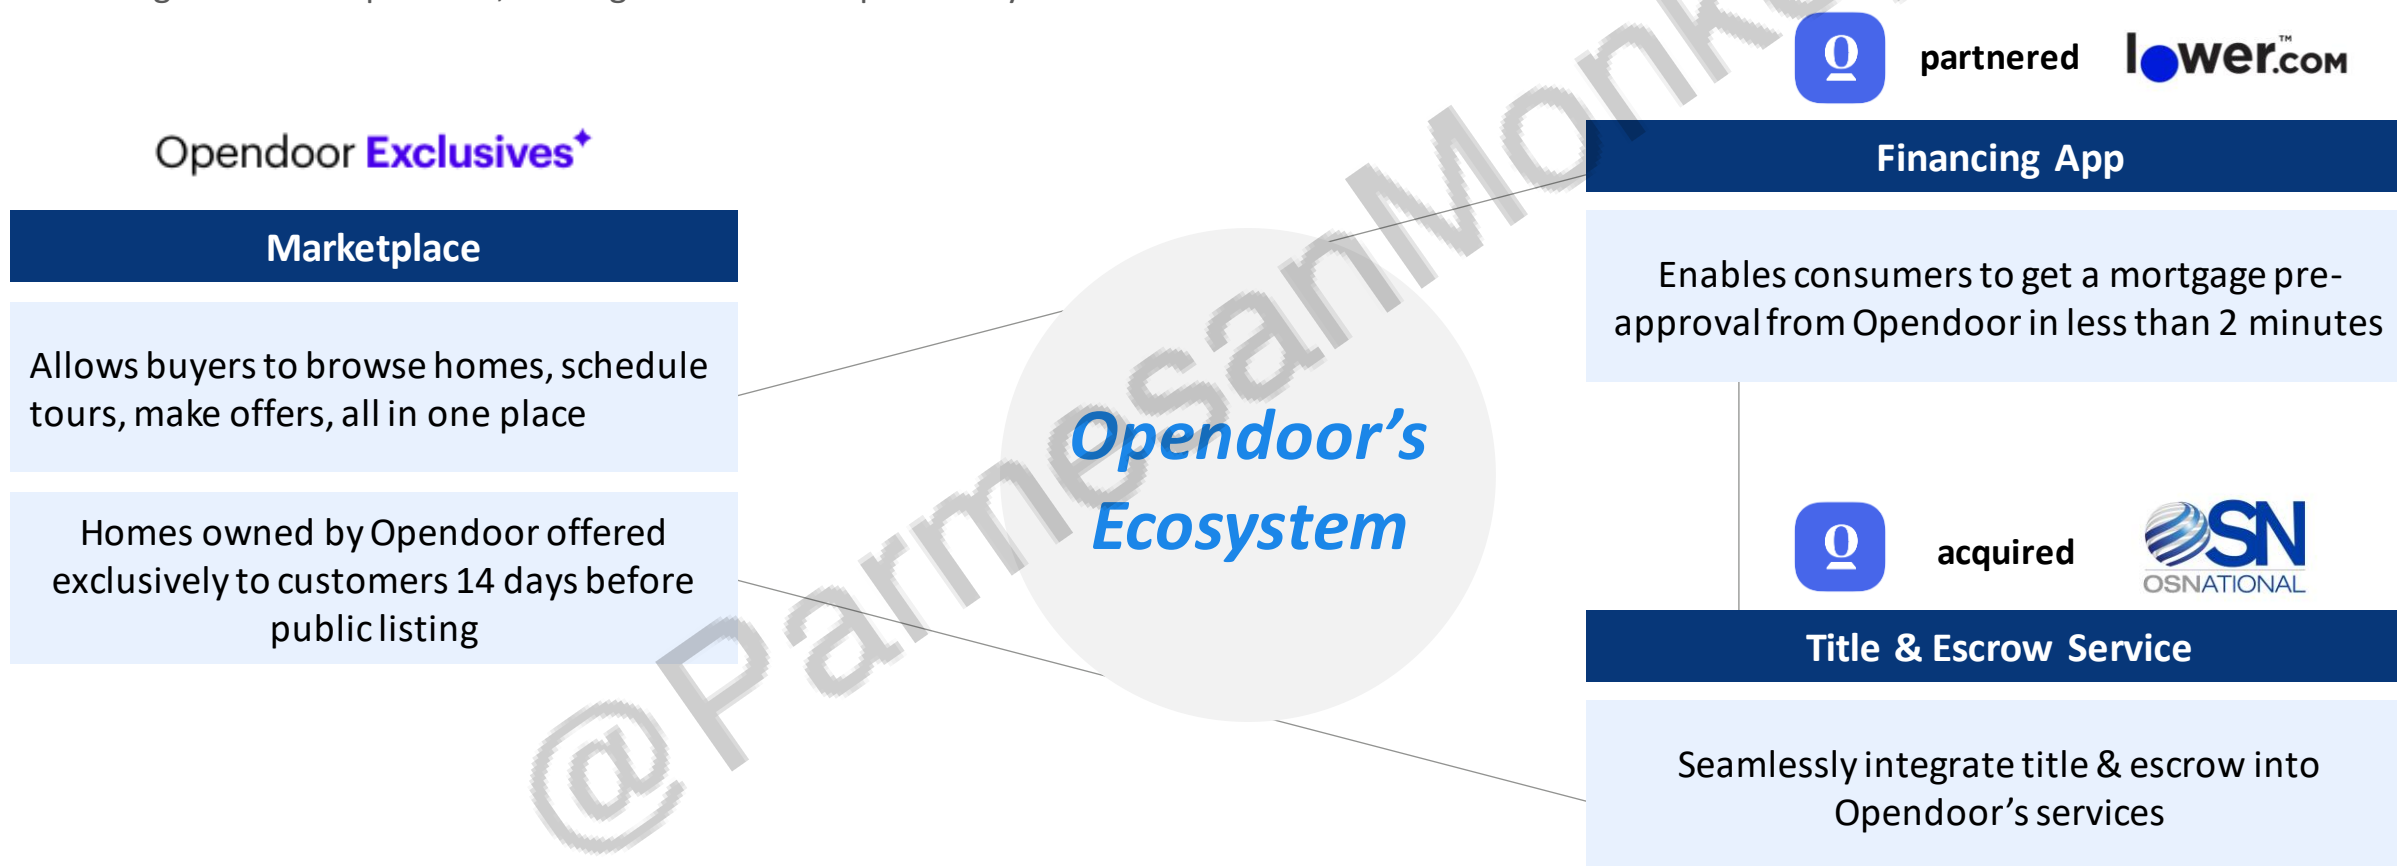 partnered
lower.com™
Opendoor Exclusives
Financing App
Marketplace
Enables consumers to get a mortgage pre-
approval from Opendoor in less than 2 minutes
Allows buyers to browse homes, schedule
tours, make offers, all in one place
Opendoor's
Ecosystem
Homes owned by Opendoor offered
exclusively to customers 14 days before
public listing
acquired
OSN
OSNATIONAL
Title & Escrow Service
Seamlessly integrate title & escrow into
Opendoor's services